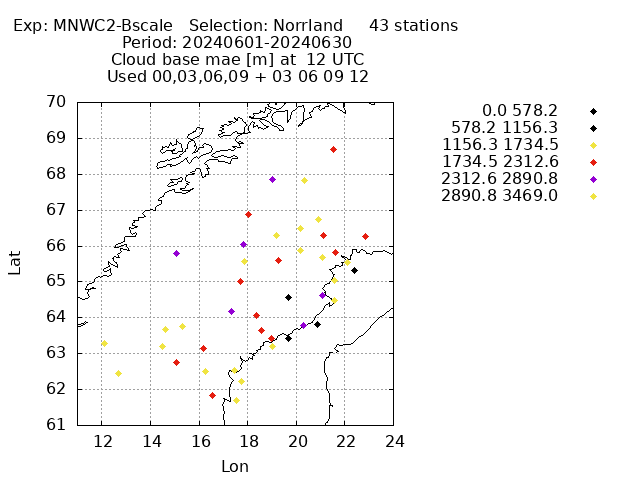 Exp: MNWC2-Bscale   Selection: Norrland     43 stations
Period: 20240601-20240630
Cloud base mae [m] at  12 UTC
Used 00,03,06,09 + 03 06 09 12
0.0 578.2
578.2 1156.3
1156.3 1734.5
1734.5 2312.6
2312.6 2890.8
2890.8 3469.0
70
69
68
67
66
65
64
63
62
61
Lat
12 14 16 18 20 22 24
Lon